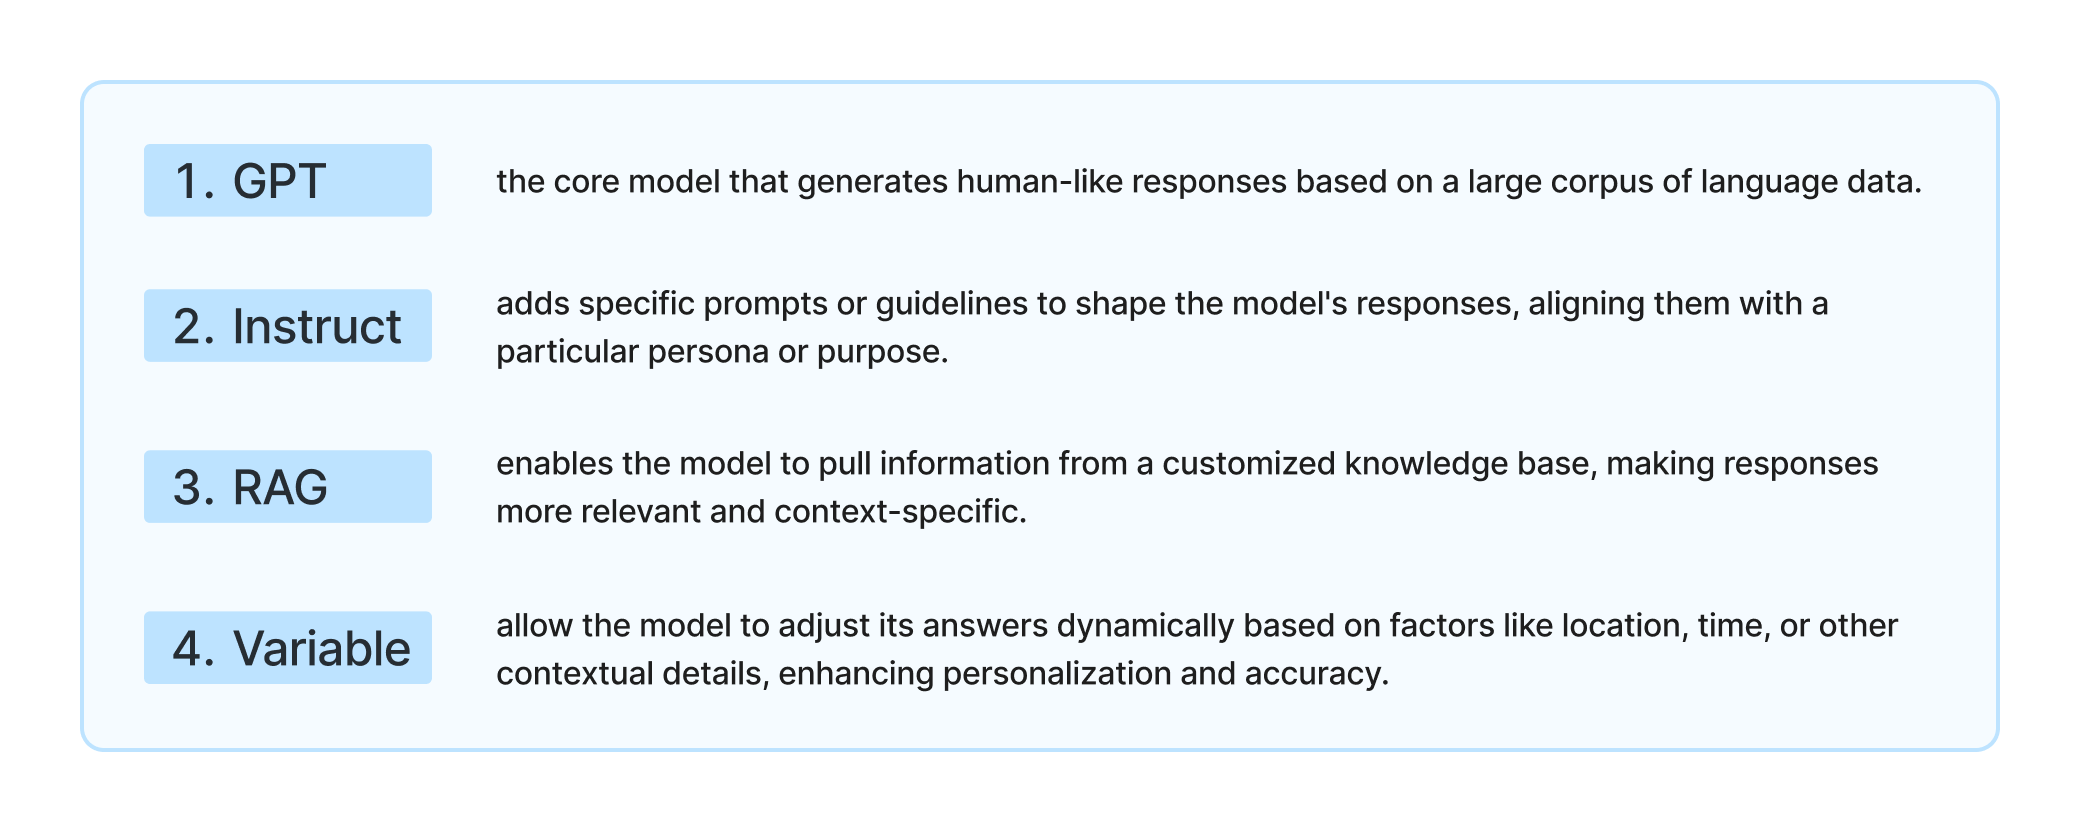 1. GPT
the core model that generates human-like responses based on a large corpus of language data.
2. Instruct
adds specific prompts or guidelines to shape the model's responses, aligning them with a
particular persona or purpose.
3. RAG
enables the model to pull information from a customized knowledge base, making responses
more relevant and context-specific.
4. Variable
allow the model to adjust its answers dynamically based on factors like location, time, or other
contextual details, enhancing personalization and accuracy.